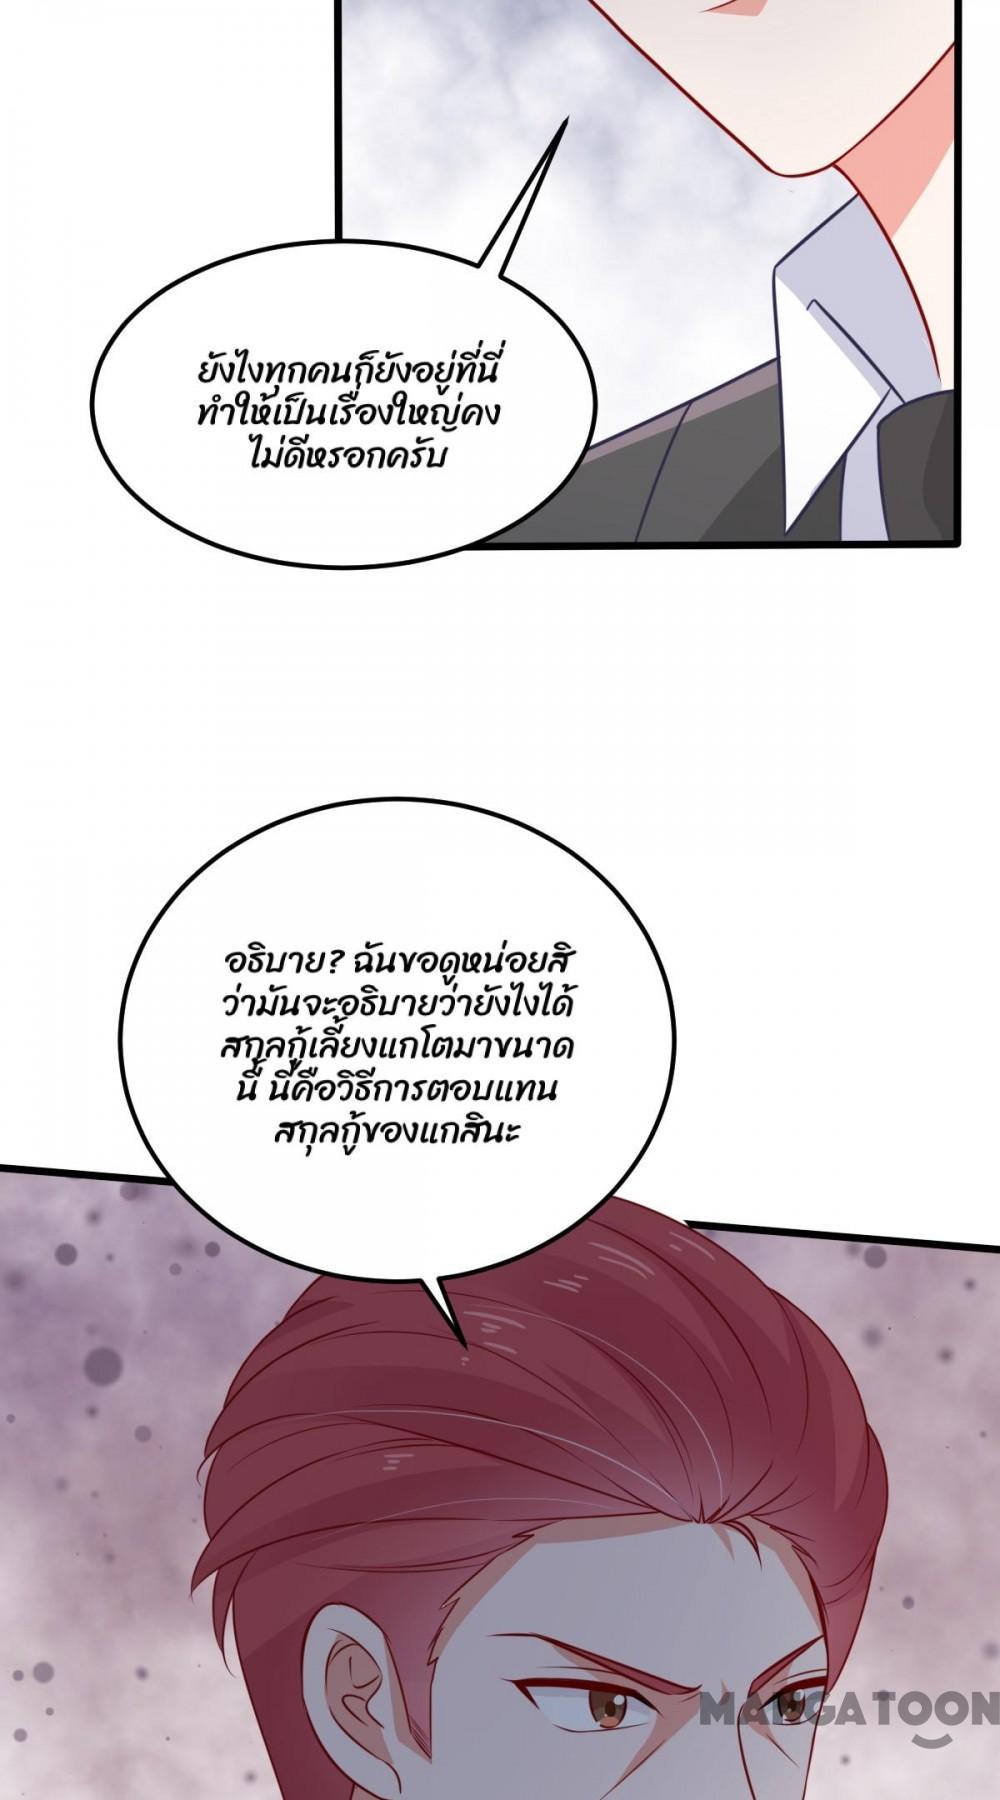 ยังไงทุกคนก็ยังอยู่ที่นี่
ทำให้เป็นเรื่องใหญ่คง
ไม่ดีหรอกครับ
อธิบาย? ฉันขอดูหน่อยสิ
ว่ามันจะอธิบายว่ายังไงได้
สกุลกู้เลี้ยงแกโตมาขนาด
นี้ นี่คือวิธีการตอบแทน
สกุลกู้ของแกสินะ
MANGATOON